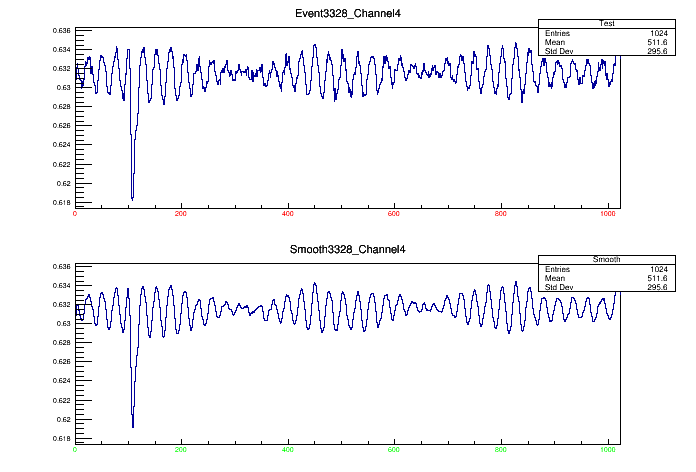 Event3328_Channel4
Test
Entries 1024
Mean 511.6
Std Dev 295.6
0.636
0.634
0.632
0.63
0.628
0.626
0.624
0.622
0.62
0.618
0 200 400 600 800 1000
Smooth3328_Channel4
Smooth
Entries 1024
Mean 511.6
Std Dev 295.6
0.636
0.634
0.632
0.63
0.628
0.626
0.624
0.622
0.62
0.618
0 200 400 600 800 1000